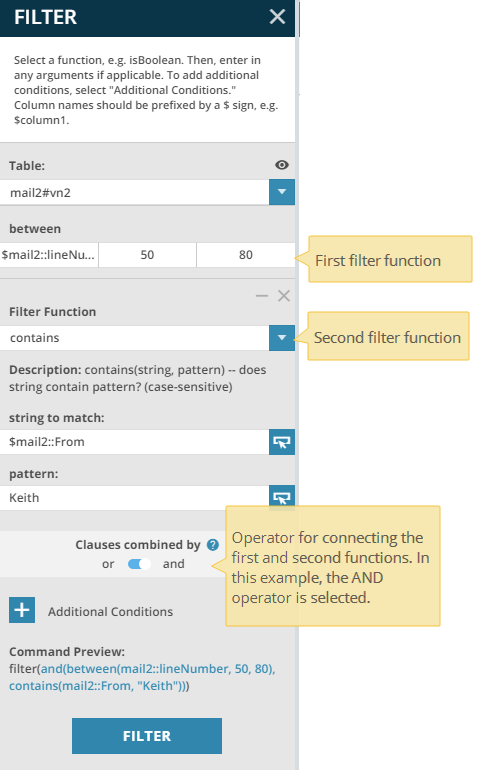 FILTER
Select a function, e.g. isBoolean. Then, enter in
any arguments if applicable. To add additional
conditions, select "Additional Conditions."
Column names should be prefixed by a $ sign, e.g.
$column1.
Table:
mail2#vn2
between
$mail2::lineNu... 50 80
First filter function
Filter Function
contains
Second filter function
Description: contains(string, pattern) -- does
string contain pattern? (case-sensitive)
string to match:
$mail2::From
pattern:
Keith
Clauses combined by ?
or and
Operator for connecting the
first and second functions. In
this example, the AND
operator is selected.
Additional Conditions
Command Preview:
filter(and(between(mail2::lineNumber, 50, 80),
contains(mail2::From, "Keith")))
FILTER